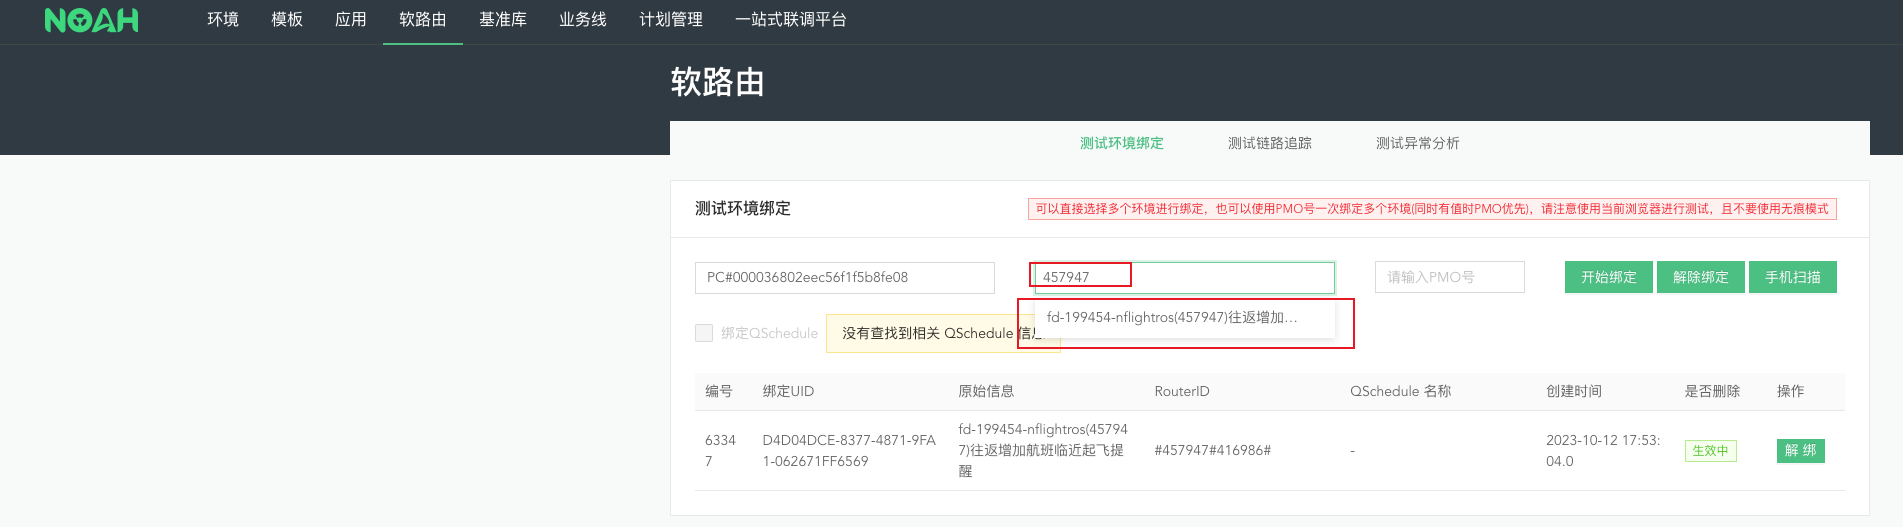 NOAH 环境 模板 应用 软路由 基准库 业务线 计划管理 一站式联调平台
软路由
测试环境绑定 测试链路追踪 测试异常分析
测试环境绑定 可以直接选择多个环境进行绑定，也可以使用PMO号一次绑定多个环境(同时有值时PMO优先)，请注意使用当前浏览器进行测试，且不要使用无痕模式
PC#000036802eec56f1f5b8fe08 457947 请输入PMO号 开始绑定 解除绑定 手机扫描
fd-199454-nflightros(457947)往返增加...
绑定QSchedule 没有查找到相关 QSchedule 信息
编号 绑定UID 原始信息 RouterID QSchedule 名称 创建时间 是否删除 操作
6334
7
D4D04DCE-8377-4871-9FA
1-062671FF6569
fd-199454-nflightros(45794
7)往返增加航班临近起飞提
醒
#457947#416986#
-
2023-10-12 17:53:
04.0
生效中
解 绑